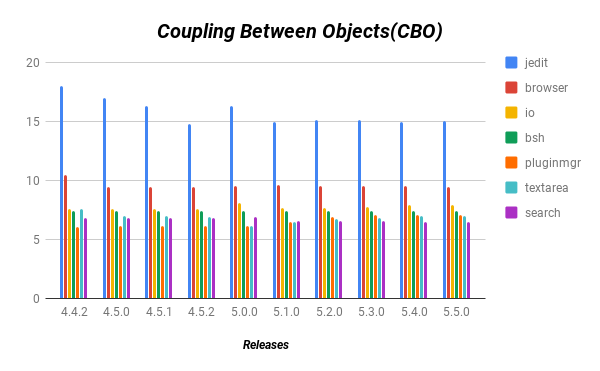 Coupling Between Objects(CBO)
20
15
10
5
0
4.4.2 4.5.0 4.5.1 4.5.2 5.0.0 5.1.0 5.2.0 5.3.0 5.4.0 5.5.0
Releases
jedit
browser
io
bsh
pluginmgr
textarea
search